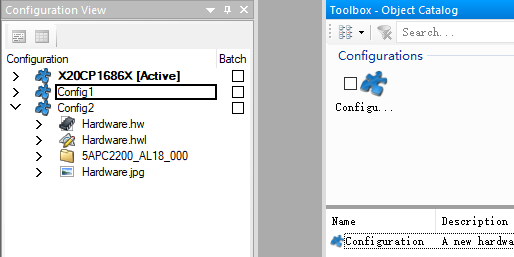 Configuration View
Configuration
Batch
X20CP1686X [Active]
Config1
Config2
Hardware.hw
Hardware.hwl
5APC2200_AL18_000
Hardware.jpg
Toolbox - Object Catalog
Search...
Configurations
Configu...
Name
Description
Configuration
A new hardwa